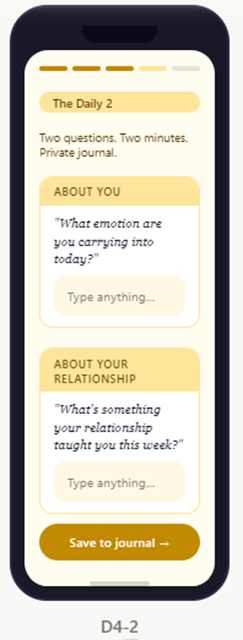 The Daily 2
Two questions. Two minutes.
Private journal.
ABOUT YOU
"What emotion are
you carrying into
today?"
Type anything...
ABOUT YOUR
RELATIONSHIP
"What's something
your relationship
taught you this week?"
Type anything...
Save to journal →
D4-2